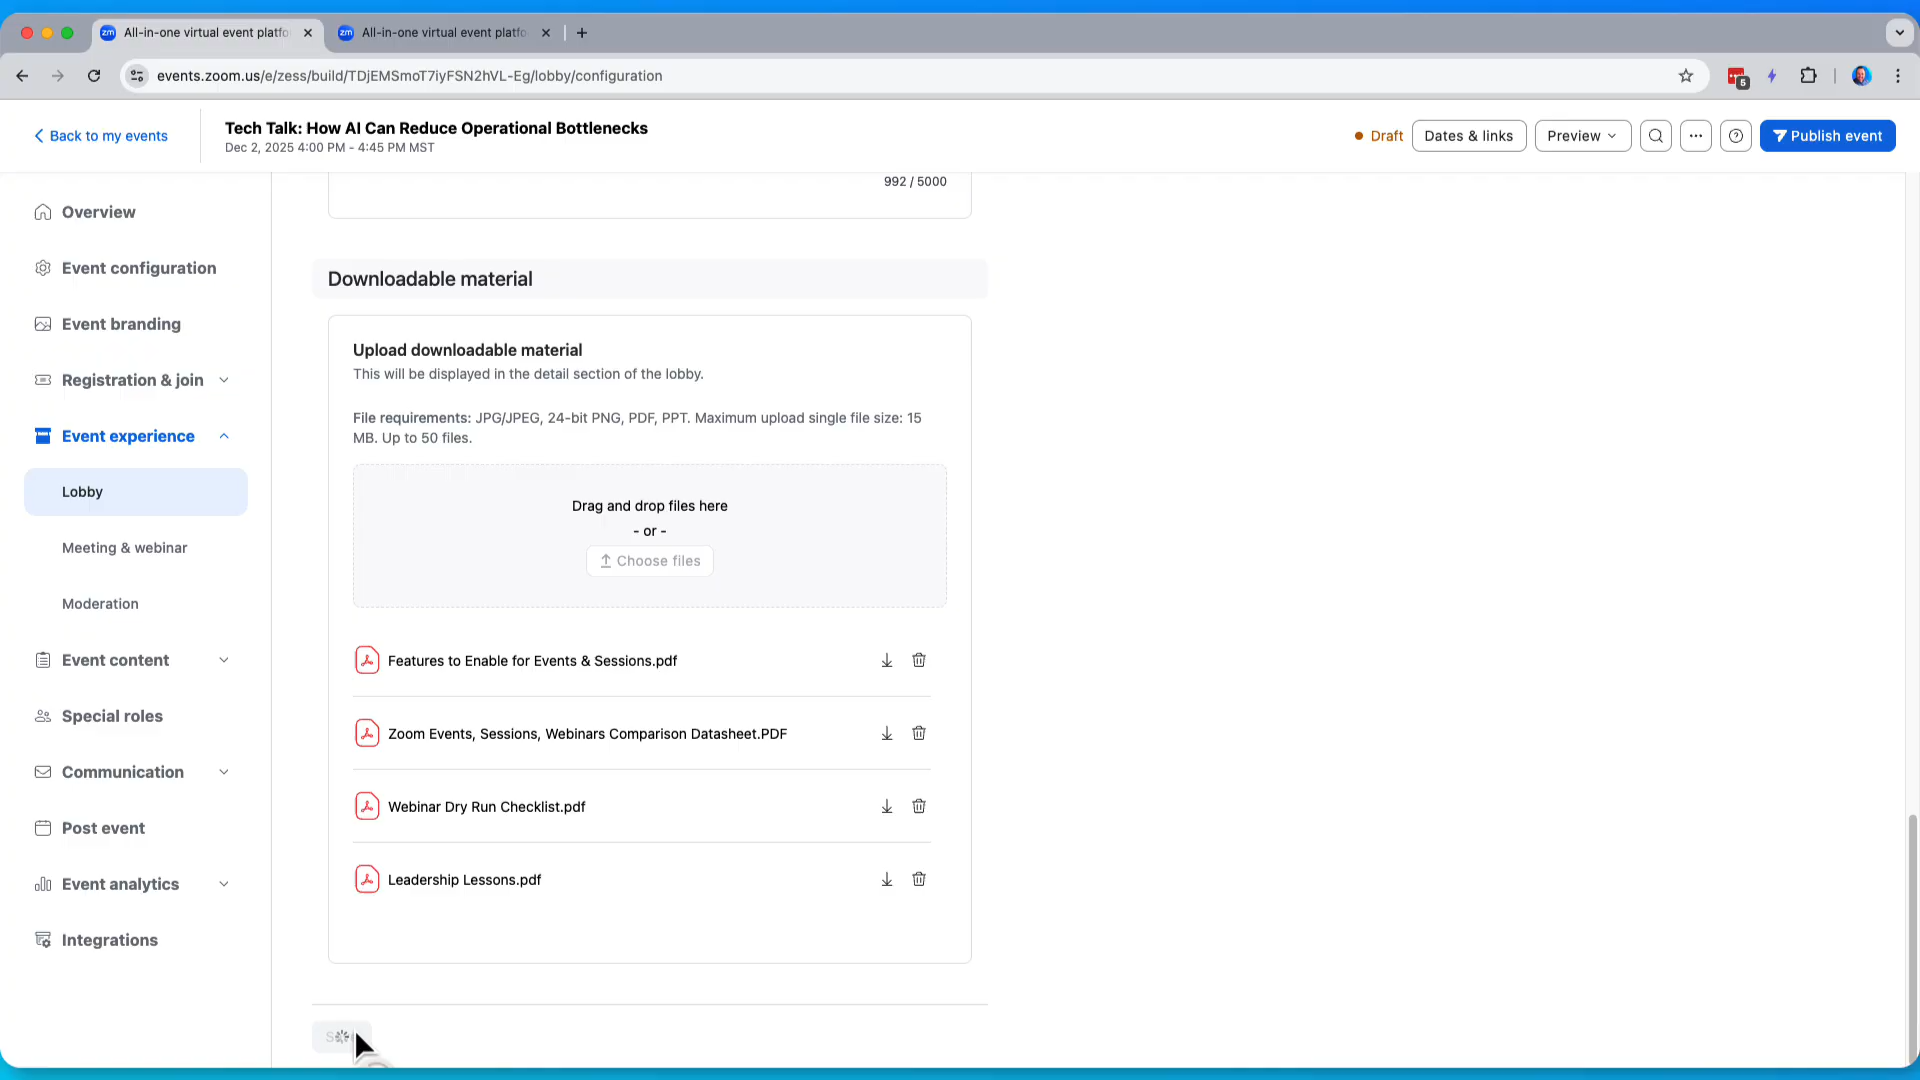 All-in-one virtual event platfo
All-in-one virtual event platfo
events.zoom.us/e/zess/build/TDjEMSmoT7iyFSN2hVL-Eg/lobby/configuration
5
Back to my events
Tech Talk: How AI Can Reduce Operational Bottlenecks
Dec 2, 2025 4:00 PM - 4:45 PM MST
Draft
Dates & links
Preview
Publish event
Overview
Event configuration
Event branding
Registration & join
Event experience
Lobby
Meeting & webinar
Moderation
Event content
Special roles
Communication
Post event
Event analytics
Integrations
992 / 5000
Downloadable material
Upload downloadable material
This will be displayed in the detail section of the lobby.
File requirements: JPG/JPEG, 24-bit PNG, PDF, PPT. Maximum upload single file size: 15
MB. Up to 50 files.
Drag and drop files here
- or -
Choose files
Features to Enable for Events & Sessions.pdf
Zoom Events, Sessions, Webinars Comparison Datasheet.PDF
Webinar Dry Run Checklist.pdf
Leadership Lessons.pdf